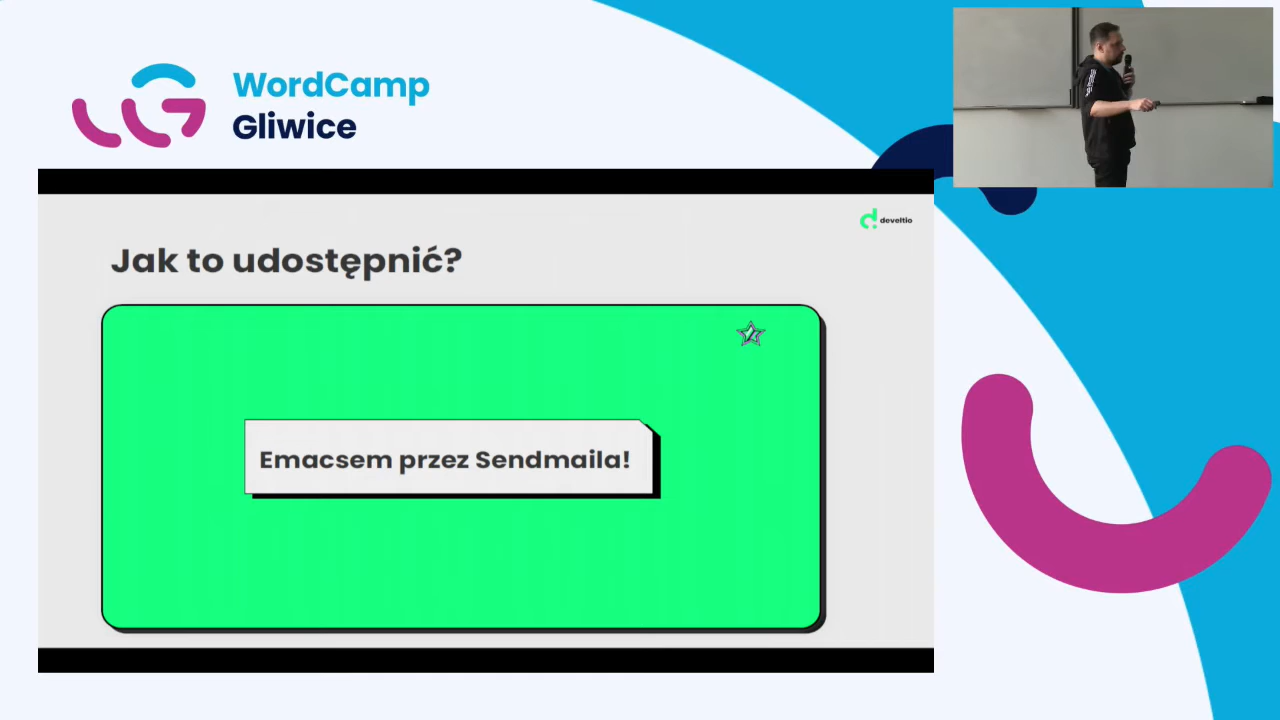 WordCamp
Gliwice
develtio
Jak to udostępnić?
Emacsem przez Sendmaila!